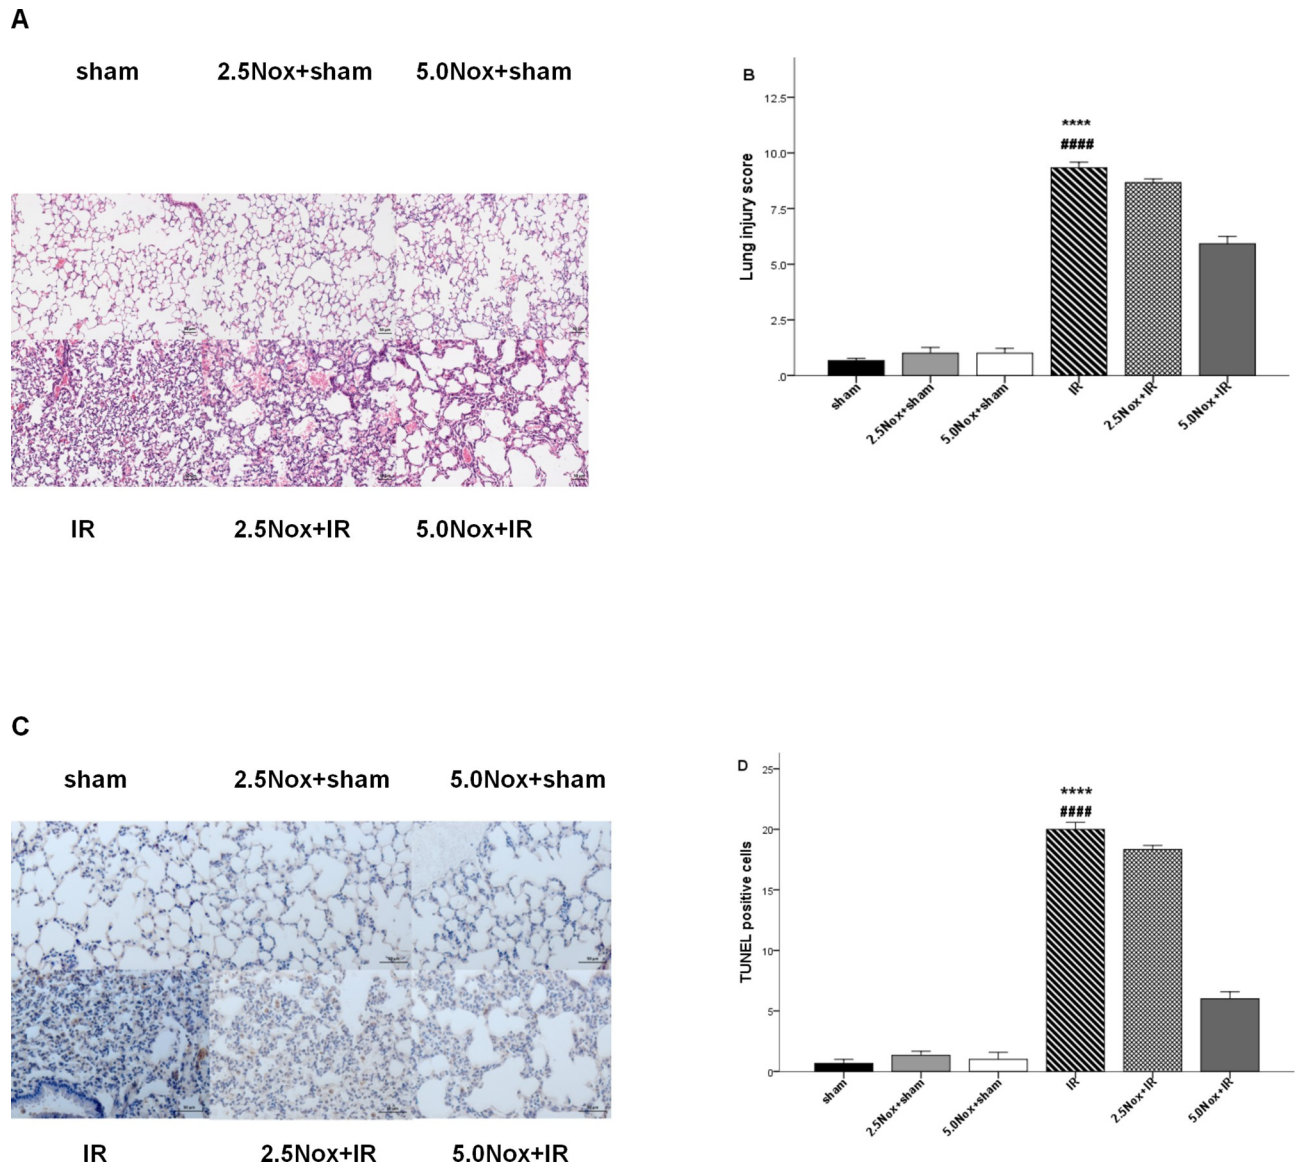 A
sham 2.5Nox+sham 5.0Nox+sham
IR 2.5Nox+IR 5.0Nox+IR
B
Lung injury score
12.5
10.0
7.5
5.0
2.5
.0
****
####
sham 2.5Nox+sham 5.0Nox+sham IR 2.5Nox+IR 5.0Nox+IR
C
sham 2.5Nox+sham 5.0Nox+sham
IR 2.5Nox+IR 5.0Nox+IR
D
TUNEL positive cells
25
20
15
10
5
0
****
####
sham 2.5Nox+sham 5.0Nox+sham IR 2.5Nox+IR 5.0Nox+IR